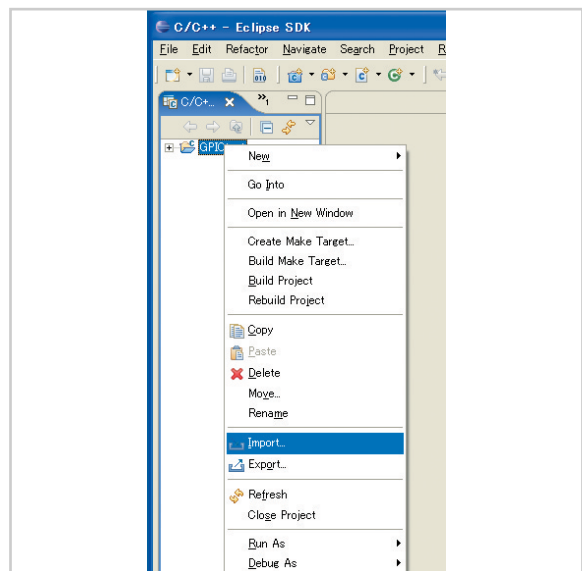 C/C++ - Eclipse SDK
File Edit Refactor Navigate Search Project R
010
C/C+...
GPIO
New
Go Into
Open in New Window
Create Make Target...
Build Make Target...
Build Project
Rebuild Project
Copy
Paste
Delete
Move...
Rename
Import...
Export...
Refresh
Close Project
Run As
Debug As